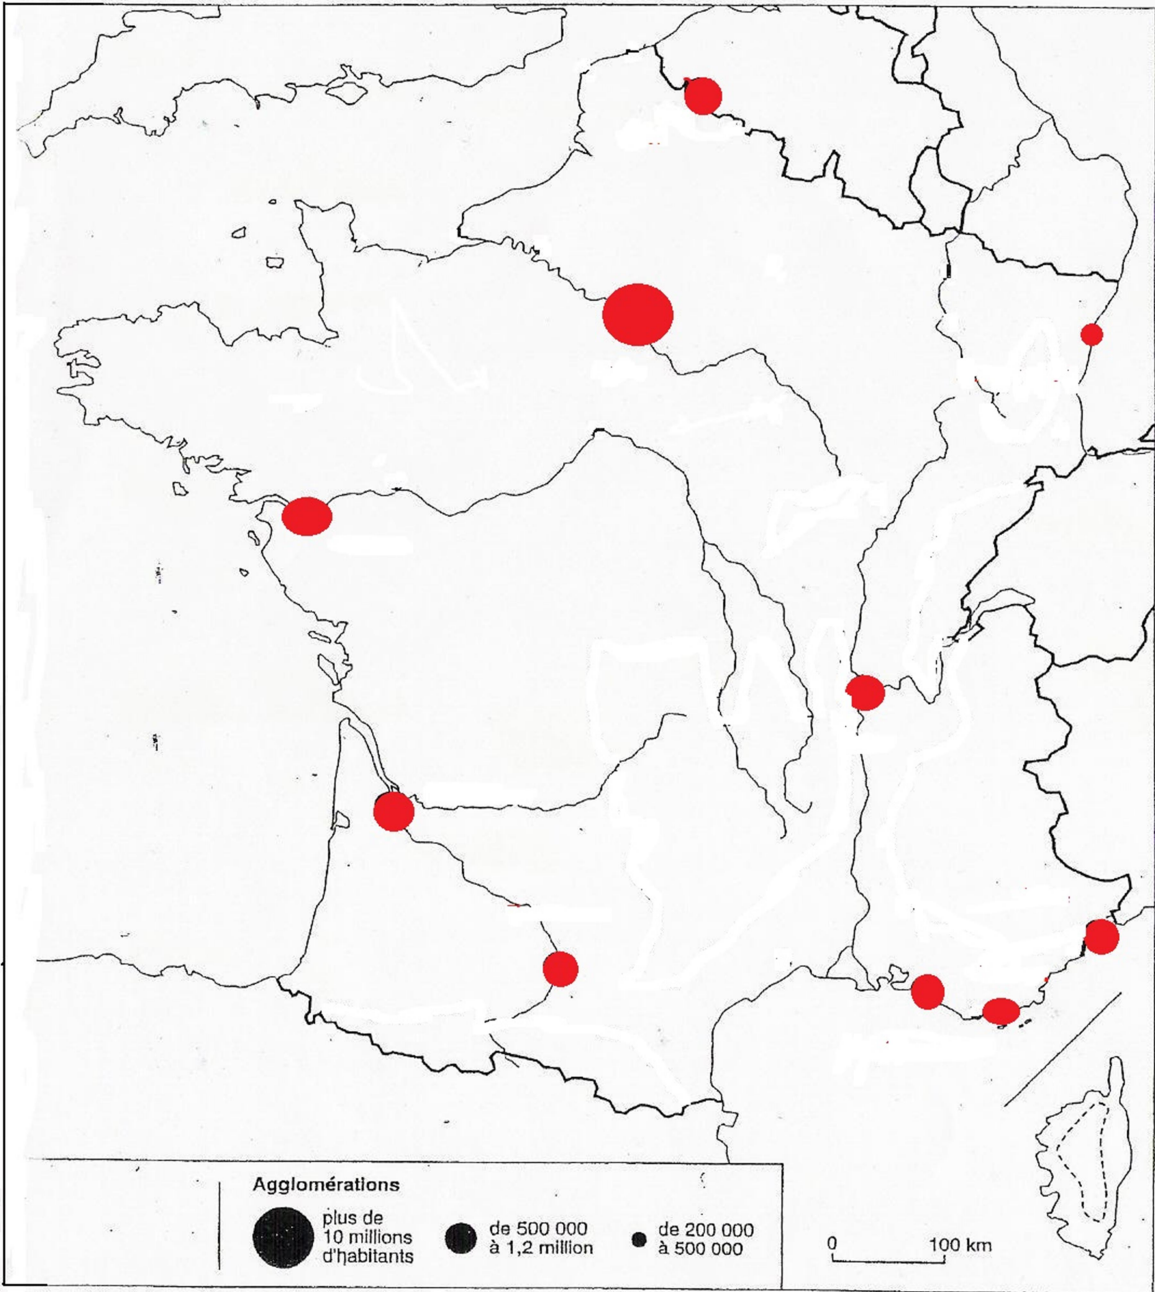 Agglomérations
plus de
10 millions
d'habitants
de 500 000
à 1,2 million
de 200 000
à 500 000
0 100 km